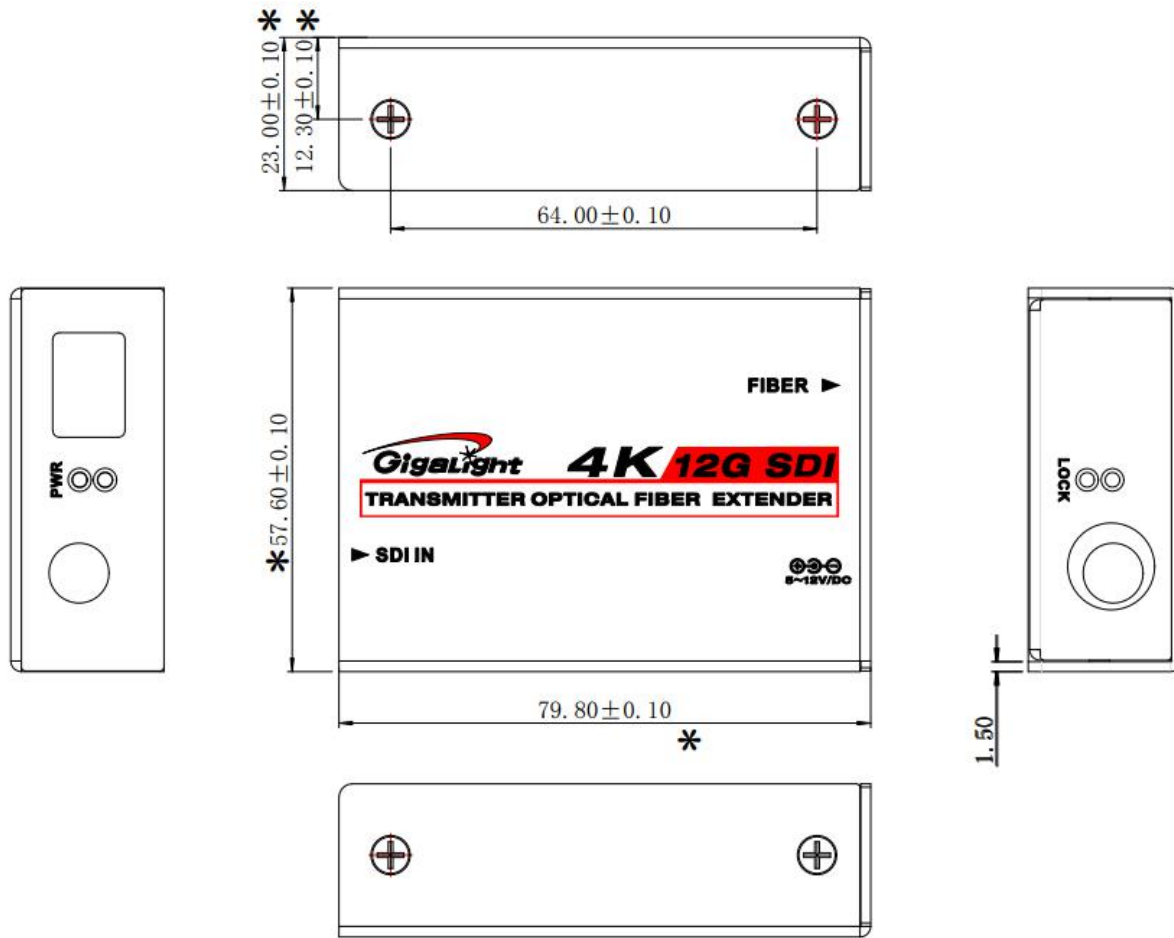 * *
23.00±0.10
12.30±0.10
64.00±0.10
FIBER ►
GigaLight 4K 12G SDI
TRANSMITTER OPTICAL FIBER EXTENDER
► SDI IN
5~12V/DC
PWR
LOCK
* 57.60±0.10
79.80±0.10
*
1.50